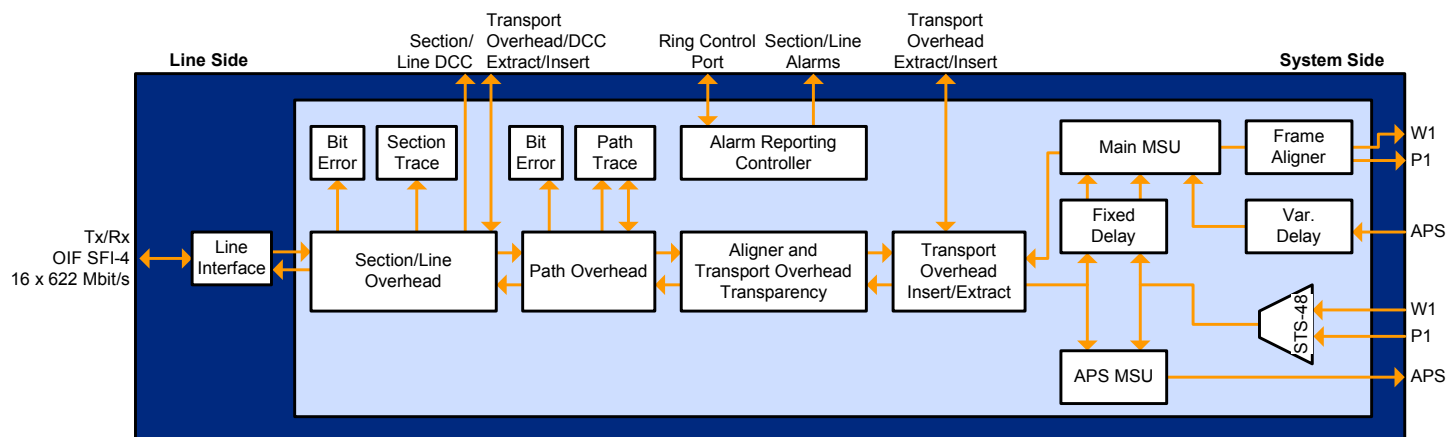 Section/
Line DCC
Transport
Overhead/DCC
Extract/Insert
Ring Control
Port
Section/Line
Alarms
Transport
Overhead
Extract/Insert
Line Side
System Side
Bit
Error
Section
Trace
Bit
Error
Path
Trace
Alarm Reporting
Controller
Main MSU
Frame
Aligner
W1
P1
Tx/Rx
OIF SFI-4
16 x 622 Mbit/s
Line
Interface
Section/Line
Overhead
Path Overhead
Aligner and
Transport Overhead
Transparency
Transport
Overhead
Insert/Extract
Fixed
Delay
Var.
Delay
APS
STS-48
W1
P1
APS MSU
APS